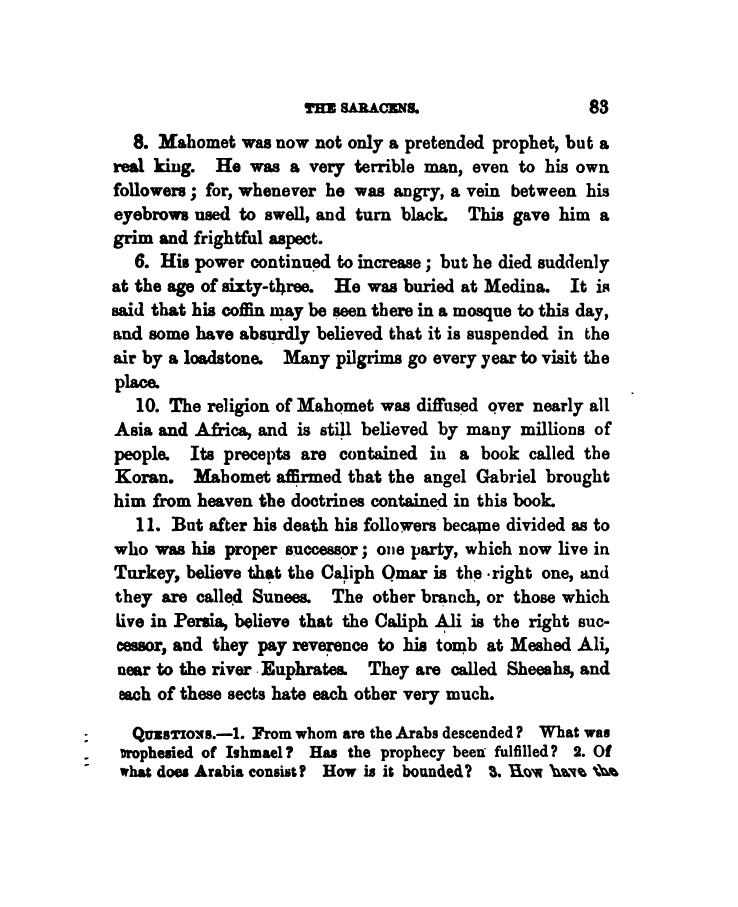 THE SARACENS. 83
8. Mahomet was now not only a pretended prophet, but a
real king. He was a very terrible man, even to his own
followers; for, whenever he was angry, a vein between his
eyebrows used to swell, and turn black. This gave him a
grim and frightful aspect.
6. His power continued to increase; but he died suddenly
at the age of sixty-three. He was buried at Medina. It is
said that his coffin may be seen there in a mosque to this day,
and some have absurdly believed that it is suspended in the
air by a loadstone. Many pilgrims go every year to visit the
place.
10. The religion of Mahomet was diffused over nearly all
Asia and Africa, and is still believed by many millions of
people. Its precepts are contained in a book called the
Koran. Mahomet affirmed that the angel Gabriel brought
him from heaven the doctrines contained in this book.
11. But after his death his followers became divided as to
who was his proper successor; one party, which now live in
Turkey, believe that the Caliph Omar is the right one, and
they are called Sunees. The other branch, or those which
live in Persia, believe that the Caliph Ali is the right suc-
cessor, and they pay reverence to his tomb at Meshed Ali,
near to the river Euphrates. They are called Sheeahs, and
each of these sects hate each other very much.
QUESTIONS.—1. From whom are the Arabs descended? What was
prophesied of Ishmael? Has the prophecy been fulfilled? 2. Of
what does Arabia consist? How is it bounded? 3. How have the